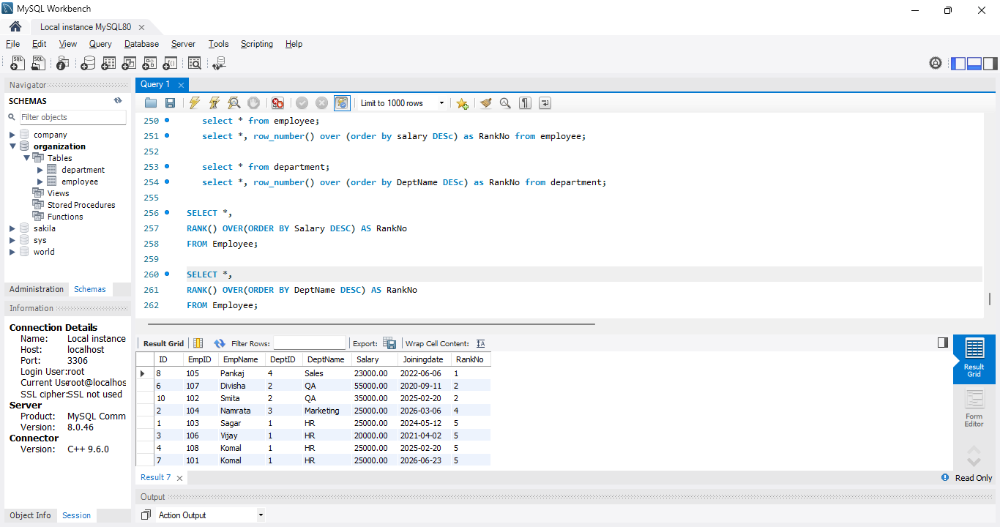 MySQL Workbench
Local instance MySQL80
File Edit View Query Database Server Tools Scripting Help
Navigator
SCHEMAS
Filter objects
company
organization
Tables
department
employee
Views
Stored Procedures
Functions
sakila
sys
world
Administration Schemas
Information
Connection Details
Name: Local instance
Host: localhost
Port: 3306
Login User:root
Current Useroot@localhos
SSL cipher:SSL not used
Server
Product: MySQL Comm
Version: 8.0.46
Connector
Version: C++ 9.6.0
Object Info Session
Query 1
Limit to 1000 rows
250 select * from employee;
251 select *, row_number() over (order by salary DESc) as RankNo from employee;
252
253 select * from department;
254 select *, row_number() over (order by DeptName DESc) as RankNo from department;
255
256 SELECT *,
257 RANK() OVER(ORDER BY Salary DESC) AS RankNo
258 FROM Employee;
259
260 SELECT *,
261 RANK() OVER(ORDER BY DeptName DESC) AS RankNo
262 FROM Employee;
Result Grid Filter Rows: Export: Wrap Cell Content:
ID EmpID EmpName DeptID DeptName Salary Joiningdate RankNo
8 105 Pankaj 4 Sales 23000.00 2022-06-06 1
6 107 Divisha 2 QA 55000.00 2020-09-11 2
10 102 Smita 2 QA 35000.00 2025-02-20 2
2 104 Namrata 3 Marketing 25000.00 2026-03-06 4
1 103 Sagar 1 HR 25000.00 2024-05-12 5
3 106 Vijay 1 HR 20000.00 2021-04-02 5
4 108 Komal 1 HR 25000.00 2025-02-20 5
7 101 Komal 1 HR 25000.00 2026-06-23 5
Result
Grid
Form
Editor
Result 7
Read Only
Output
Action Output